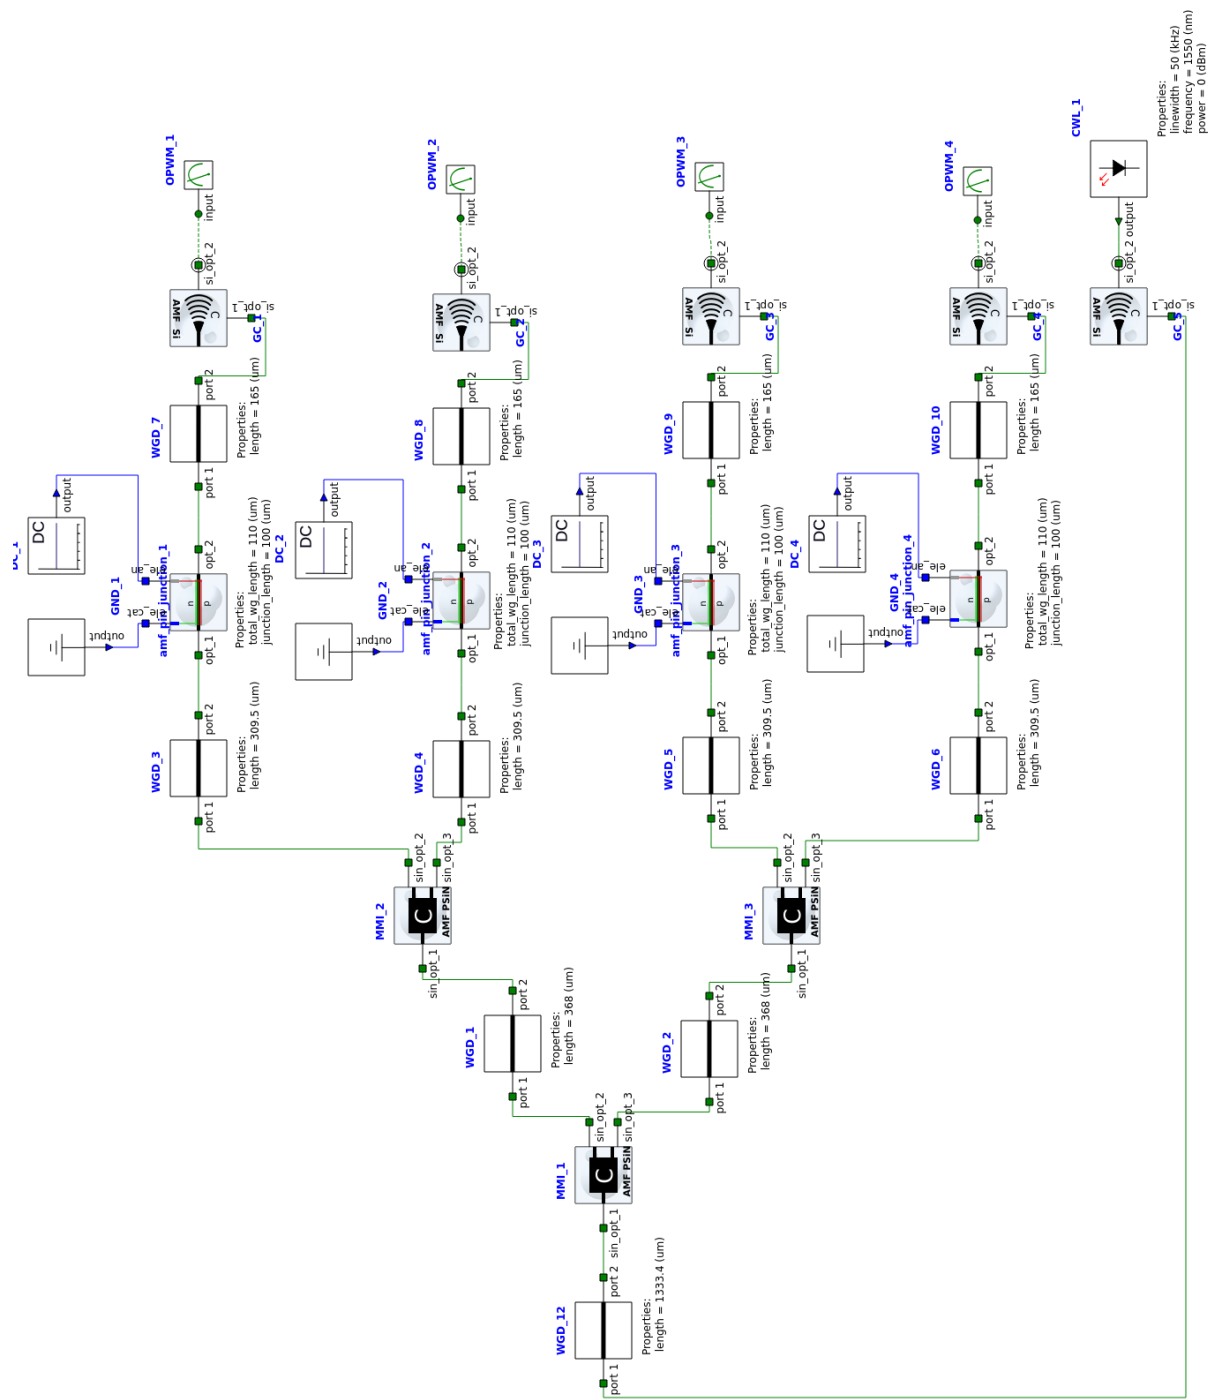 CWL_1
Properties:
linewidth = 50 (kHz)
frequency = 1550 (nm)
power = 0 (dBm)
OPWM_1
input
si_opt_2
AMF Si
C
si_opt_1
GC_1
OPWM_2
input
si_opt_2
AMF Si
C
si_opt_1
GC_2
OPWM_3
input
si_opt_2
AMF Si
C
si_opt_1
GC_3
OPWM_4
input
si_opt_2
AMF Si
C
si_opt_1
GC_4
output
si_opt_2
AMF Si
C
si_opt_1
GC_5
WGD_7
port 2
port 1
Properties:
length = 165 (um)
WGD_8
port 2
port 1
Properties:
length = 165 (um)
WGD_9
port 2
port 1
Properties:
length = 165 (um)
WGD_10
port 2
port 1
Properties:
length = 165 (um)
DC_1
DC
output
GND_1
output
ele_an
ele_cat
amf_pin_junction_1
n
p
opt_2
opt_1
Properties:
total_wg_length = 110 (um)
junction_length = 100 (um)
DC_2
DC
output
GND_2
output
ele_an
ele_cat
amf_pin_junction_2
n
p
opt_2
opt_1
Properties:
total_wg_length = 110 (um)
junction_length = 100 (um)
DC_3
DC
output
GND_3
output
ele_an
ele_cat
amf_pin_junction_3
n
p
opt_2
opt_1
Properties:
total_wg_length = 110 (um)
junction_length = 100 (um)
DC_4
DC
output
GND_4
output
ele_an
ele_cat
amf_pin_junction_4
n
p
opt_2
opt_1
Properties:
total_wg_length = 110 (um)
junction_length = 100 (um)
WGD_3
port 2
port 1
Properties:
length = 309.5 (um)
WGD_4
port 2
port 1
Properties:
length = 309.5 (um)
WGD_5
port 2
port 1
Properties:
length = 309.5 (um)
WGD_6
port 2
port 1
Properties:
length = 309.5 (um)
MMI_2
sin_opt_2
sin_opt_3
C
AMF PSiN
sin_opt_1
MMI_3
sin_opt_2
sin_opt_3
C
AMF PSiN
sin_opt_1
WGD_1
port 2
port 1
Properties:
length = 368 (um)
WGD_2
port 2
port 1
Properties:
length = 368 (um)
MMI_1
sin_opt_2
sin_opt_3
C
AMF PSiN
sin_opt_1
WGD_12
port 2
port 1
Properties:
length = 1333.4 (um)